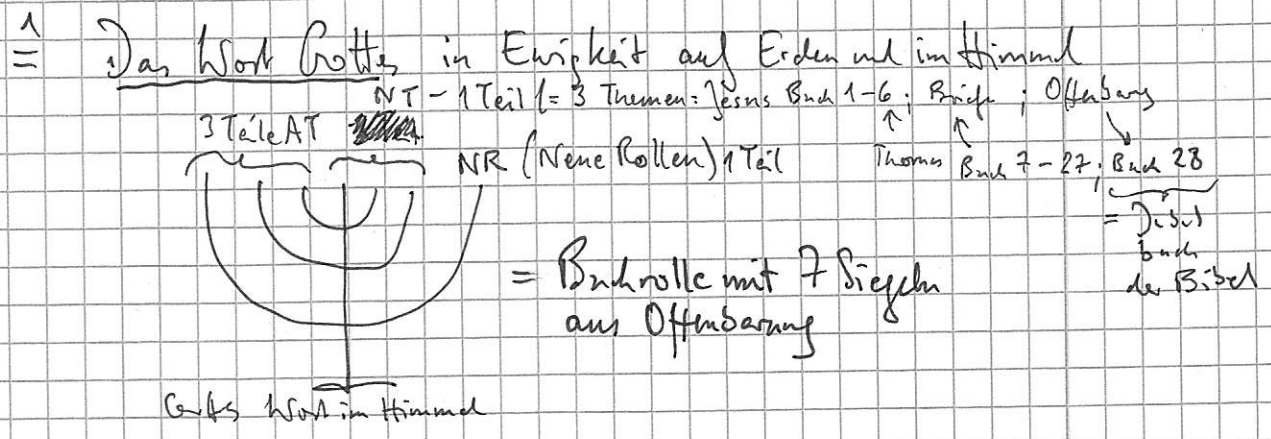 1
Das Wort Gottes in Ewigkeit auf Erden und im Himmel
NT - 1 Teil (= 3 Themen: Jesus Buch 1-6; Briefe; Offenbarg
3 Teile AT
NR (Neue Rollen) 1 Teil
Thomas Buch 7-27; Buch 28
= buch
der Bibel
= Buchrolle mit 7 Siegeln
aus Offenbarung
Gottes Wort im Himmel